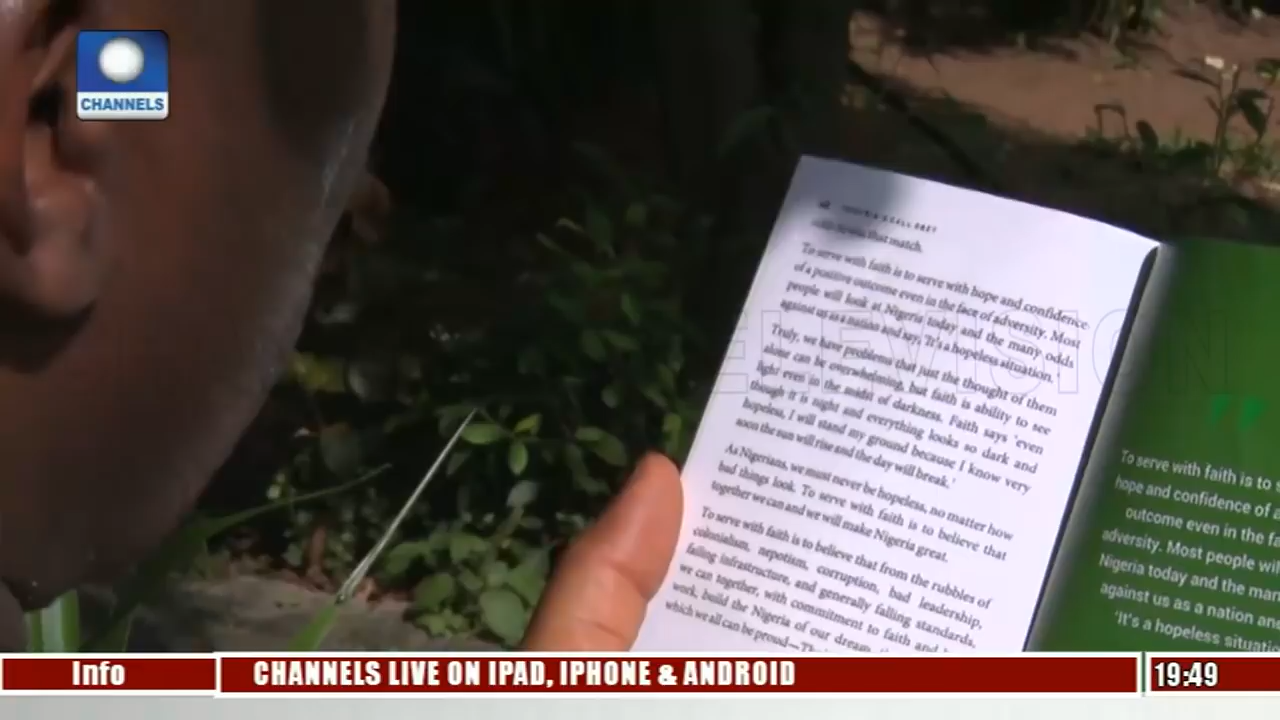 CHANNELS
that match.
To serve with faith is to serve with hope and confidence
of a positive outcome even in the face of adversity. Most
people will look at Nigeria today and the many odds
against us as a nation and say, 'It's a hopeless situation.'
Truly, we have problems that just the thought of them
alone can be overwhelming, but faith is ability to see
light even in the midst of darkness. Faith says 'even
though it is night and everything looks so dark and
hopeless, I will stand my ground because I know very
soon the sun will rise and the day will break.'
As Nigerians, we must never be hopeless, no matter how
bad things look. To serve with faith is to believe that
together we can and we will make Nigeria great.
To serve with faith is to believe that from the rubbles of
colonialism, nepotism, corruption, bad leadership,
failing infrastructure, and generally falling standards,
we can together, with commitment to faith and
work, build the Nigeria of our dream
which we all can be proud—
ELEVISION
"
To serve with faith is to s
hope and confidence of a
outcome even in the fa
adversity. Most people wil
Nigeria today and the man
against us as a nation and
'It's a hopeless situatio
Info
CHANNELS LIVE ON IPAD, IPHONE & ANDROID
19:49